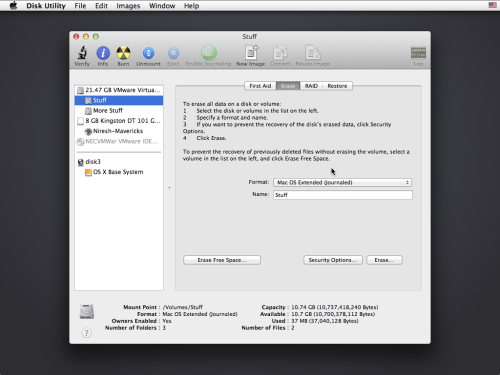 Disk Utility File Edit Images Window Help
Stuff
Verify Info Burn Unmount Eject Enable Journaling New Image Convert Resize Image Log
First Aid Erase RAID Restore
21.47 GB VMware Virtua...
Stuff
More Stuff
8 GB Kingston DT 101 G...
Niresh-Mavericks
NECVMWar VMware IDE...
disk3
OS X Base System
To erase all data on a disk or volume:
1 Select the disk or volume in the list on the left.
2 Specify a format and name.
3 If you want to prevent the recovery of the disk's erased data, click Security
Options.
4 Click Erase.
To prevent the recovery of previously deleted files without erasing the volume, select a
volume in the list on the left, and click Erase Free Space.
Format: Mac OS Extended (Journaled)
Name: Stuff
Erase Free Space... Security Options... Erase...
Mount Point : /Volumes/Stuff Capacity : 10.74 GB (10,737,418,240 Bytes)
Format : Mac OS Extended (Journaled) Available : 10.7 GB (10,700,378,112 Bytes)
Owners Enabled : Yes Used : 37 MB (37,040,128 Bytes)
Number of Folders : 3 Number of Files : 2